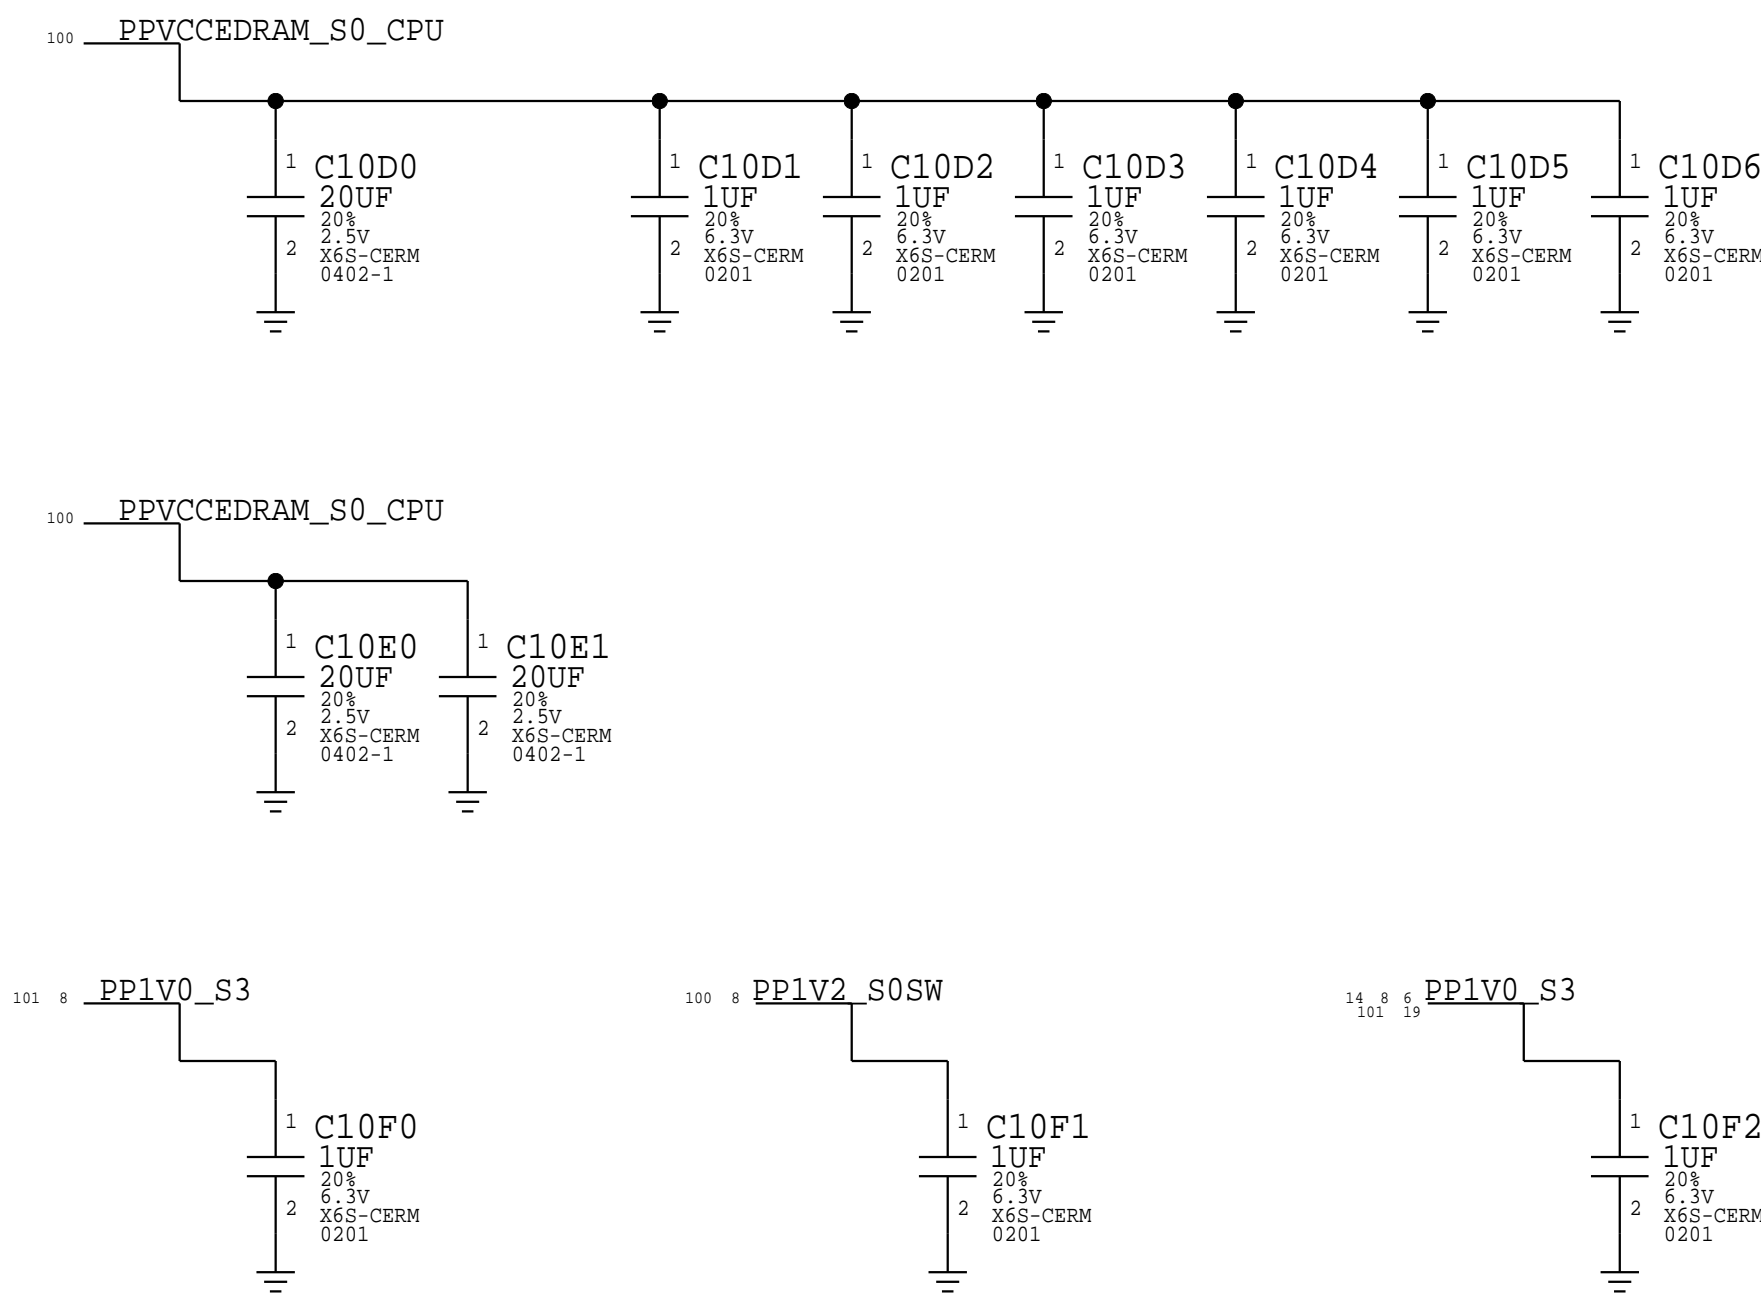 100 PPVCCEDRAM_S0_CPU
1 C10D0
20UF
20%
2.5V
2 X6S-CERM
0402-1
1 C10D1
1UF
20%
6.3V
2 X6S-CERM
0201
1 C10D2
1UF
20%
6.3V
2 X6S-CERM
0201
1 C10D3
1UF
20%
6.3V
2 X6S-CERM
0201
1 C10D4
1UF
20%
6.3V
2 X6S-CERM
0201
1 C10D5
1UF
20%
6.3V
2 X6S-CERM
0201
1 C10D6
1UF
20%
6.3V
2 X6S-CERM
0201
100 PPVCCEDRAM_S0_CPU
1 C10E0
20UF
20%
2.5V
2 X6S-CERM
0402-1
1 C10E1
20UF
20%
2.5V
2 X6S-CERM
0402-1
101 8 PP1V0_S3
1 C10F0
1UF
20%
6.3V
2 X6S-CERM
0201
100 8 PP1V2_S0SW
1 C10F1
1UF
20%
6.3V
2 X6S-CERM
0201
14 8 6 PP1V0_S3
101 19
1 C10F2
1UF
20%
6.3V
2 X6S-CERM
0201